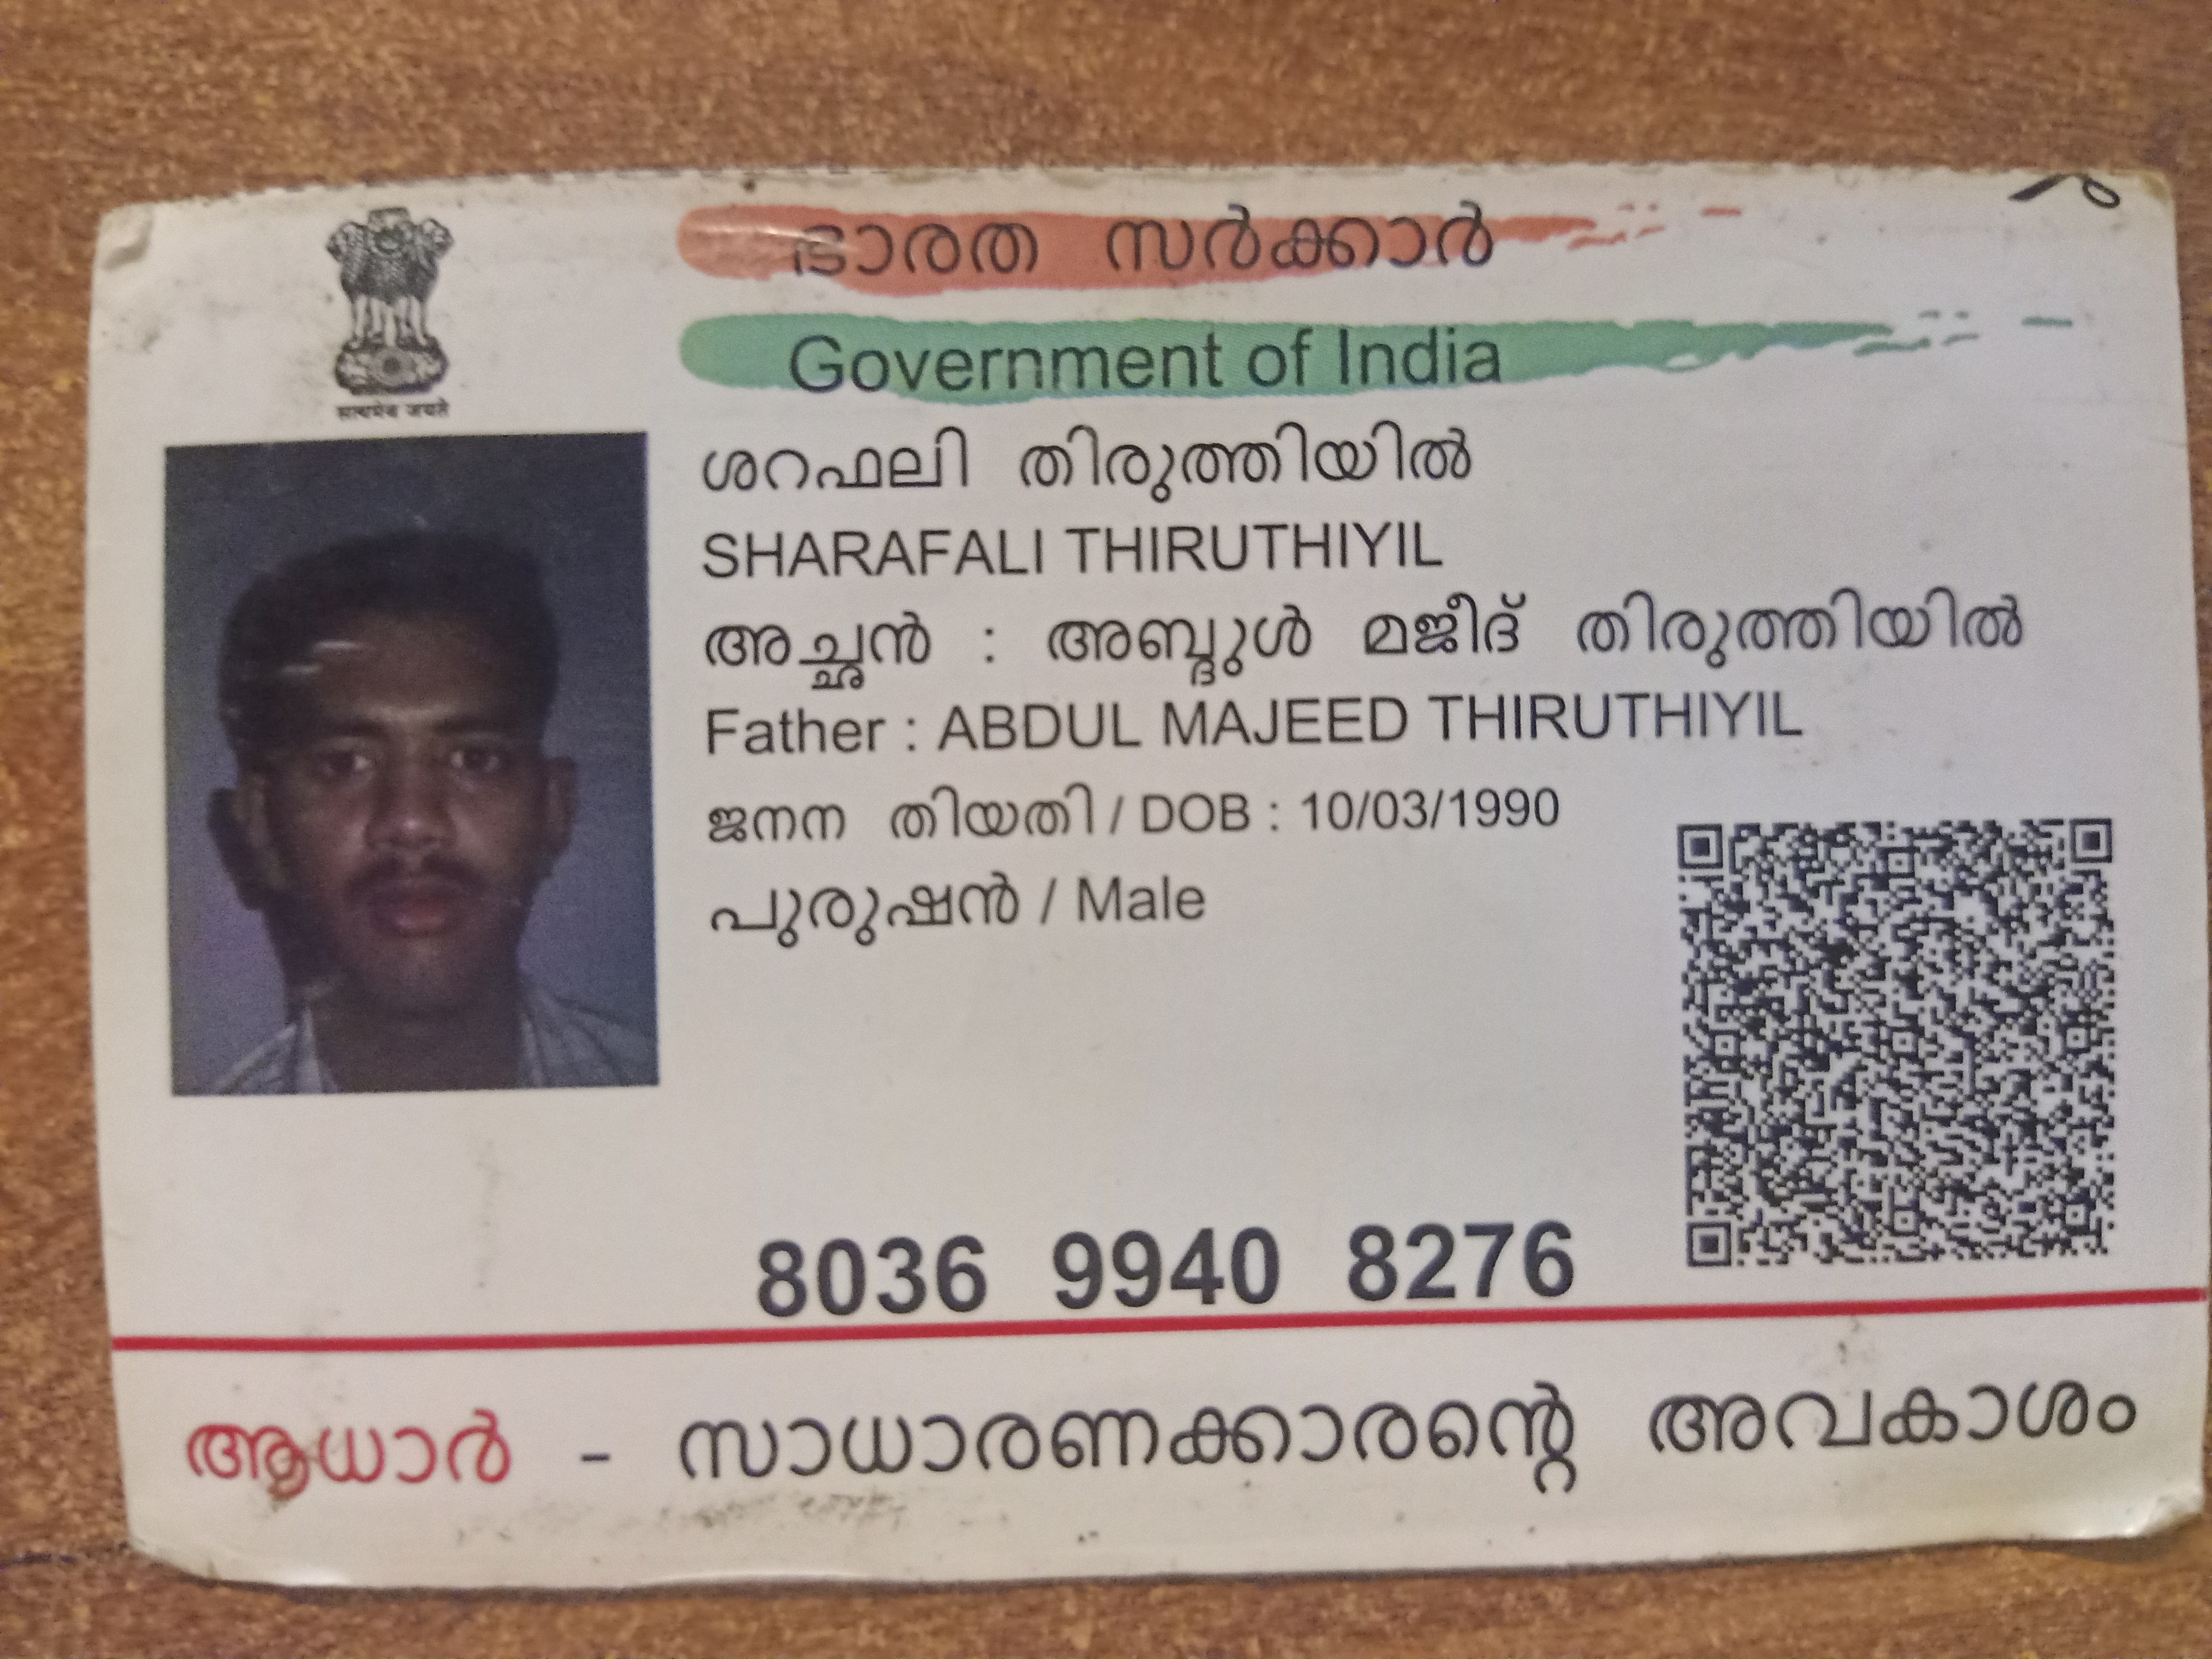 ഭാരത സർക്കാർ
Government of India
सत्यमेव जयते
ശറഫലി തിരുത്തിയിൽ
SHARAFALI THIRUTHIYIL
അച്ഛൻ : അബ്ദുൾ മജീദ് തിരുത്തിയിൽ
Father : ABDUL MAJEED THIRUTHIYIL
ജനന തിയതി / DOB : 10/03/1990
പുരുഷൻ / Male
8036 9940 8276
ആധാർ - സാധാരണക്കാരന്റെ അവകാശം